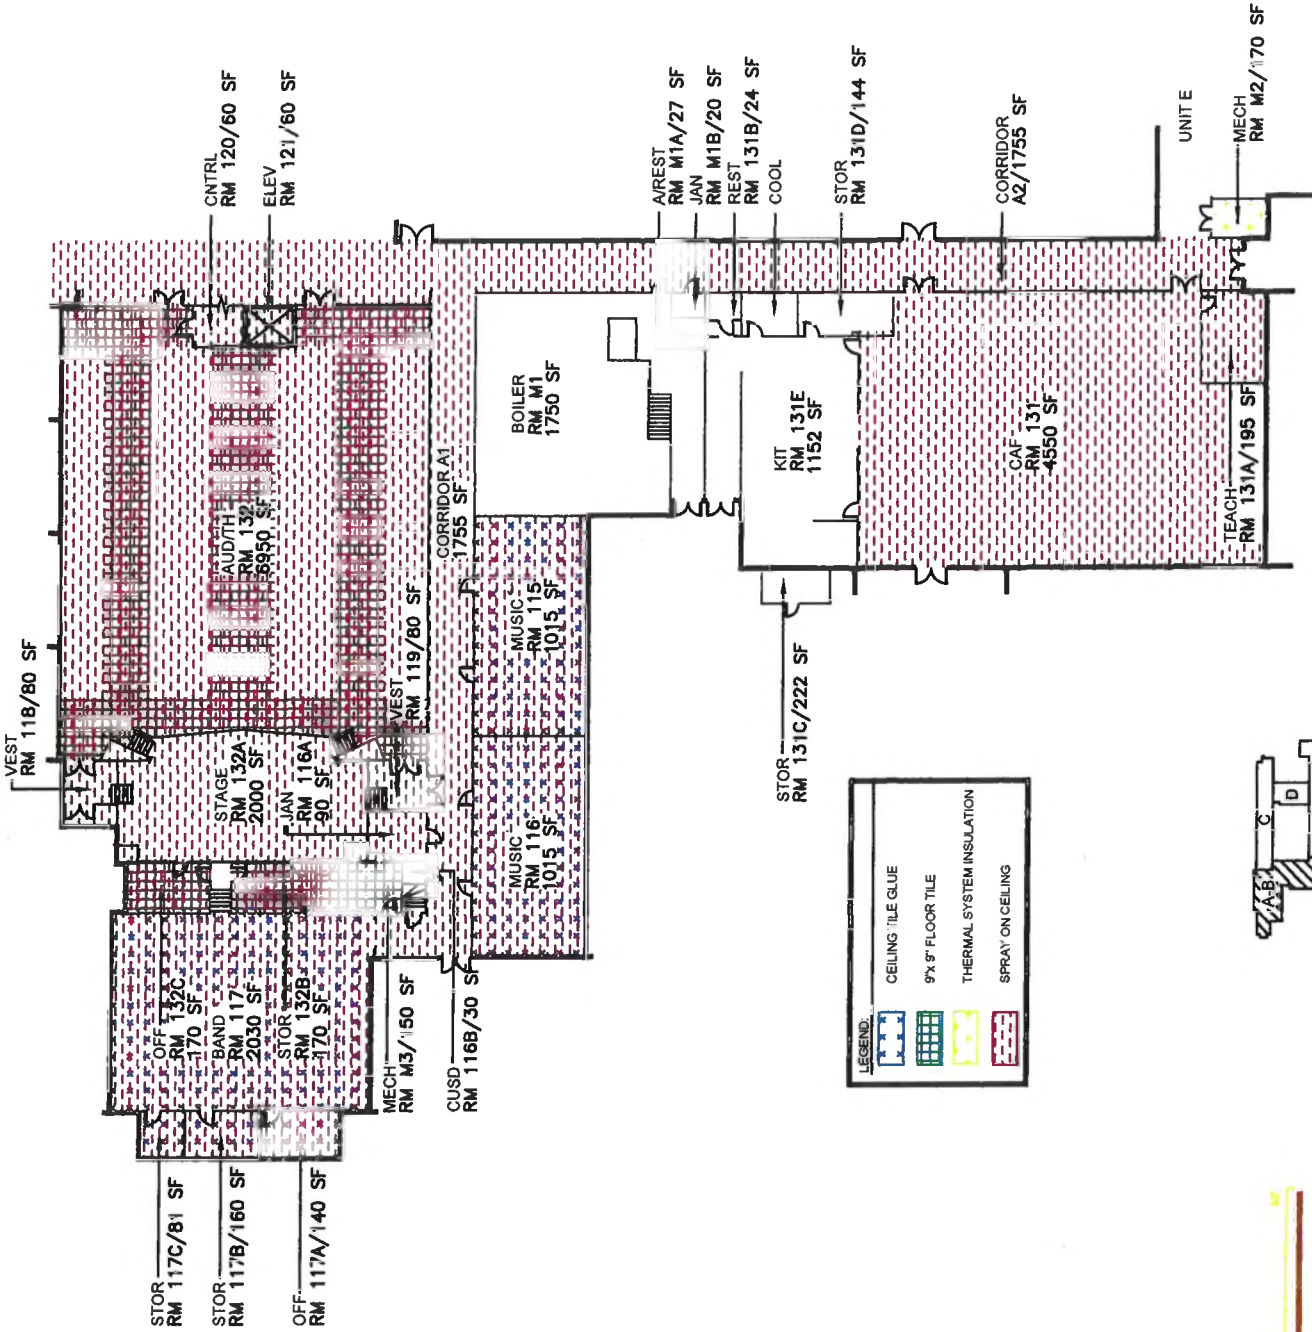 VEST
RM 118/80 SF
CNTRL
RM 120/60 SF
ELEV
RM 121/60 SF
AUD/TH
RM 132
6950 SF
STAGE
RM 132A
2000 SF
JAN
RM 116A
90 SF
VEST
RM 119/80 SF
CORRIDOR A1
1755 SF
OFF
RM 132C
170 SF
BAND
RM 117
2030 SF
STOR
RM 132B
170 SF
STOR
RM 117C/81 SF
STOR
RM 117B/160 SF
OFF
RM 117A/140 SF
MECH
RM M3/150 SF
CUSD
RM 116B/30 SF
MUSIC
RM 116
1015 SF
MUSIC
RM 115
1015 SF
BOILER
RM M1
1750 SF
A/REST
RM M1A/27 SF
JAN
RM M1B/20 SF
REST
RM 131B/24 SF
COOL
STOR
RM 131D/144 SF
KIT
RM 131E
1152 SF
STOR
RM 131C/222 SF
CAF
RM 131
4550 SF
CORRIDOR
A2/1755 SF
TEACH
RM 131A/195 SF
UNIT E
MECH
RM M2/170 SF
LEGEND:
CEILING TILE GLUE
9"x 9" FLOOR TILE
THERMAL SYSTEM INSULATION
SPRAY ON CEILING
A-B
C
D